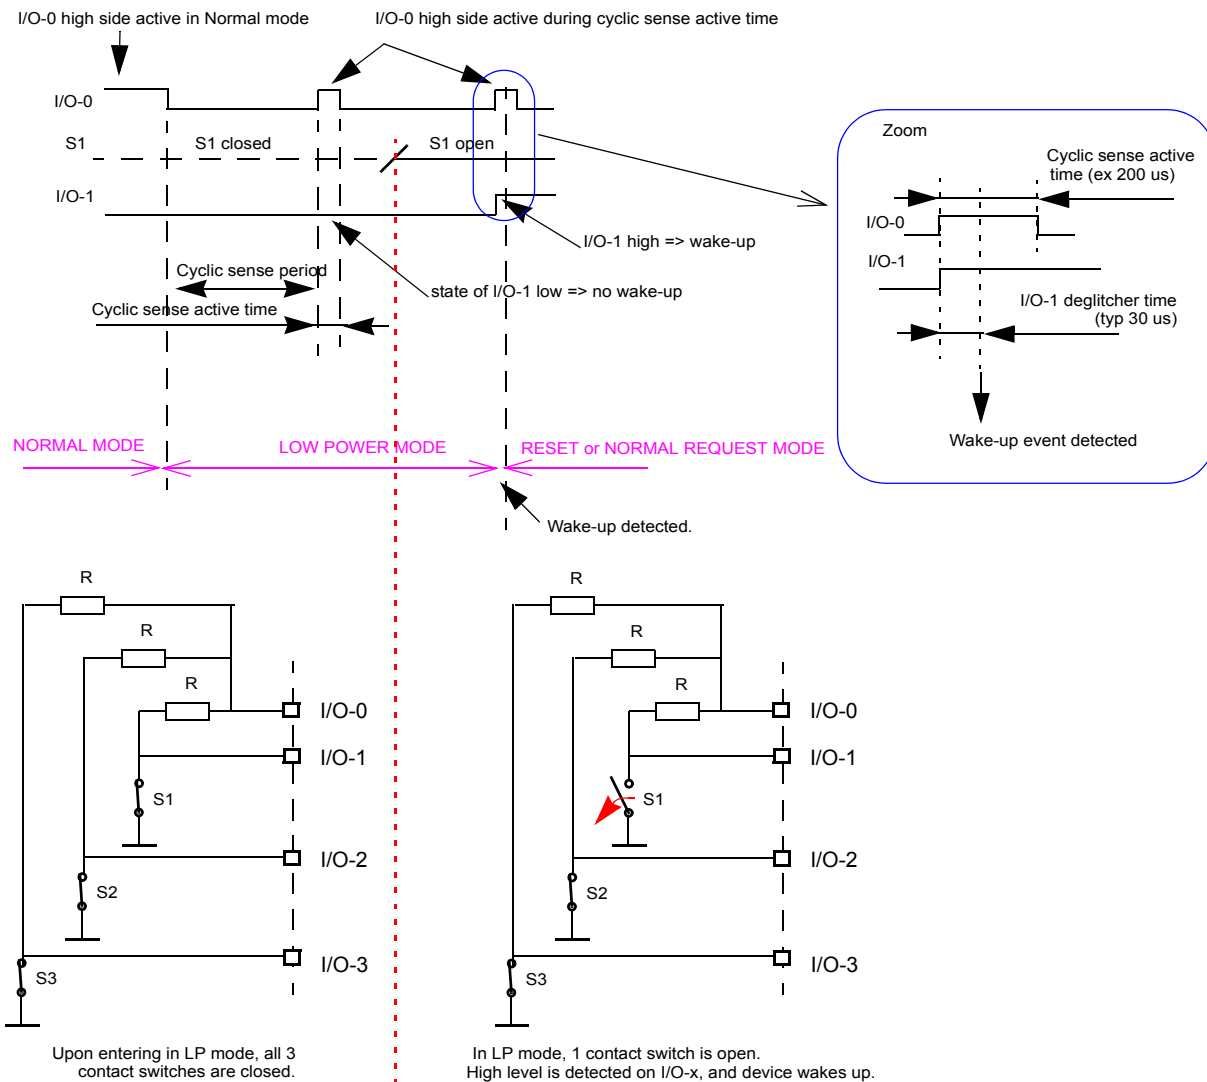 I/O-0 high side active in Normal mode
I/O-0 high side active during cyclic sense active time
I/O-0
S1
S1 closed
S1 open
I/O-1
I/O-1 high => wake-up
Cyclic sense period
state of I/O-1 low => no wake-up
Cyclic sense active time
Zoom
Cyclic sense active
time (ex 200 us)
I/O-0
I/O-1
I/O-1 deglitcher time
(typ 30 us)
Wake-up event detected
NORMAL MODE
LOW POWER MODE
RESET or NORMAL REQUEST MODE
Wake-up detected.
R
R
R
I/O-0
I/O-1
S1
I/O-2
S2
I/O-3
S3
Upon entering in LP mode, all 3
contact switches are closed.
R
R
R
I/O-0
I/O-1
S1
I/O-2
S2
I/O-3
S3
In LP mode, 1 contact switch is open.
High level is detected on I/O-x, and device wakes up.